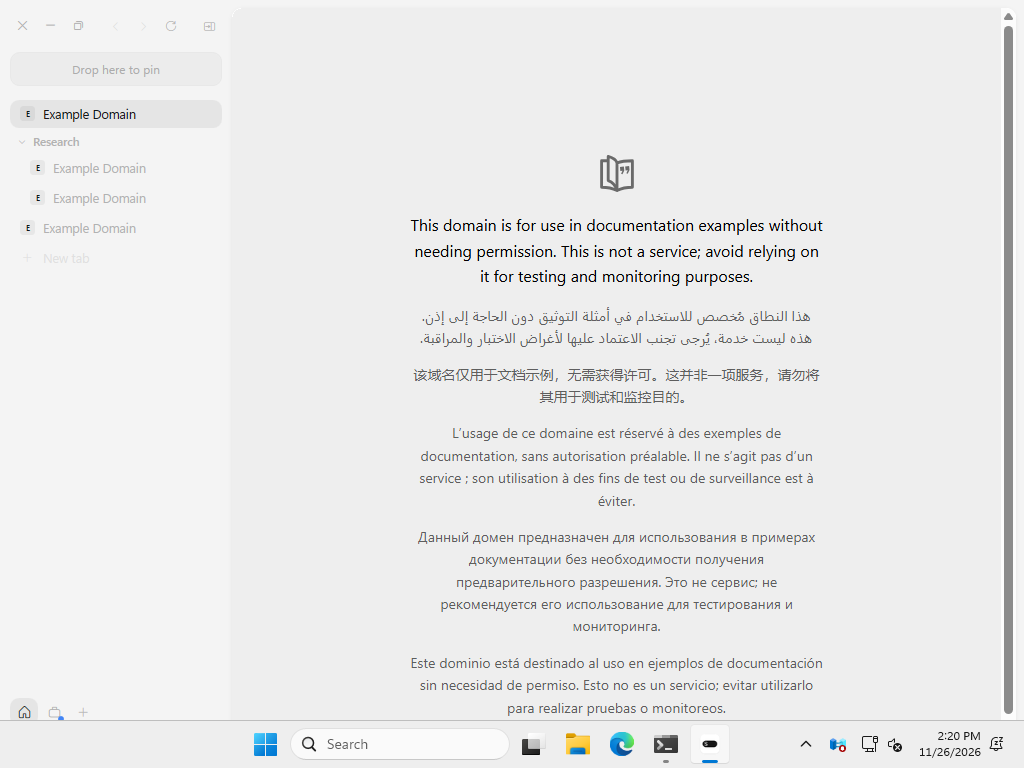 Drop here to pin
E Example Domain
Research
E Example Domain
E Example Domain
E Example Domain
+ New tab
This domain is for use in documentation examples without
needing permission. This is not a service; avoid relying on
it for testing and monitoring purposes.
هذا النطاق مُخصص للاستخدام في أمثلة التوثيق دون الحاجة إلى إذن.
هذه ليست خدمة، يُرجى تجنب الاعتماد عليها لأغراض الاختبار والمراقبة.
该域名仅用于文档示例，无需获得许可。这并非一项服务，请勿将
其用于测试和监控目的。
L’usage de ce domaine est réservé à des exemples de
documentation, sans autorisation préalable. Il ne s’agit pas d’un
service ; son utilisation à des fins de test ou de surveillance est à
éviter.
Данный домен предназначен для использования в примерах
документации без необходимости получения
предварительного разрешения. Это не сервис; не
рекомендуется его использование для тестирования и
мониторинга.
Este dominio está destinado al uso en ejemplos de documentación
sin necesidad de permiso. Esto no es un servicio; evitar utilizarlo
para realizar pruebas o monitoreos.
Search
2:20 PM
11/26/2026